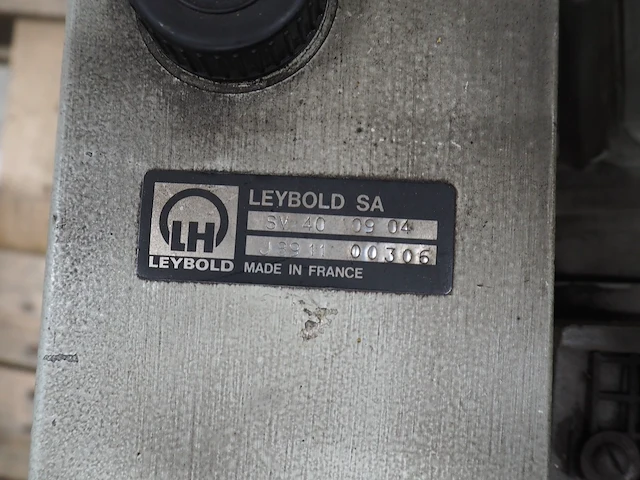 LH
LEYBOLD
LEYBOLD SA
SV 40 09 04
00306
MADE IN FRANCE